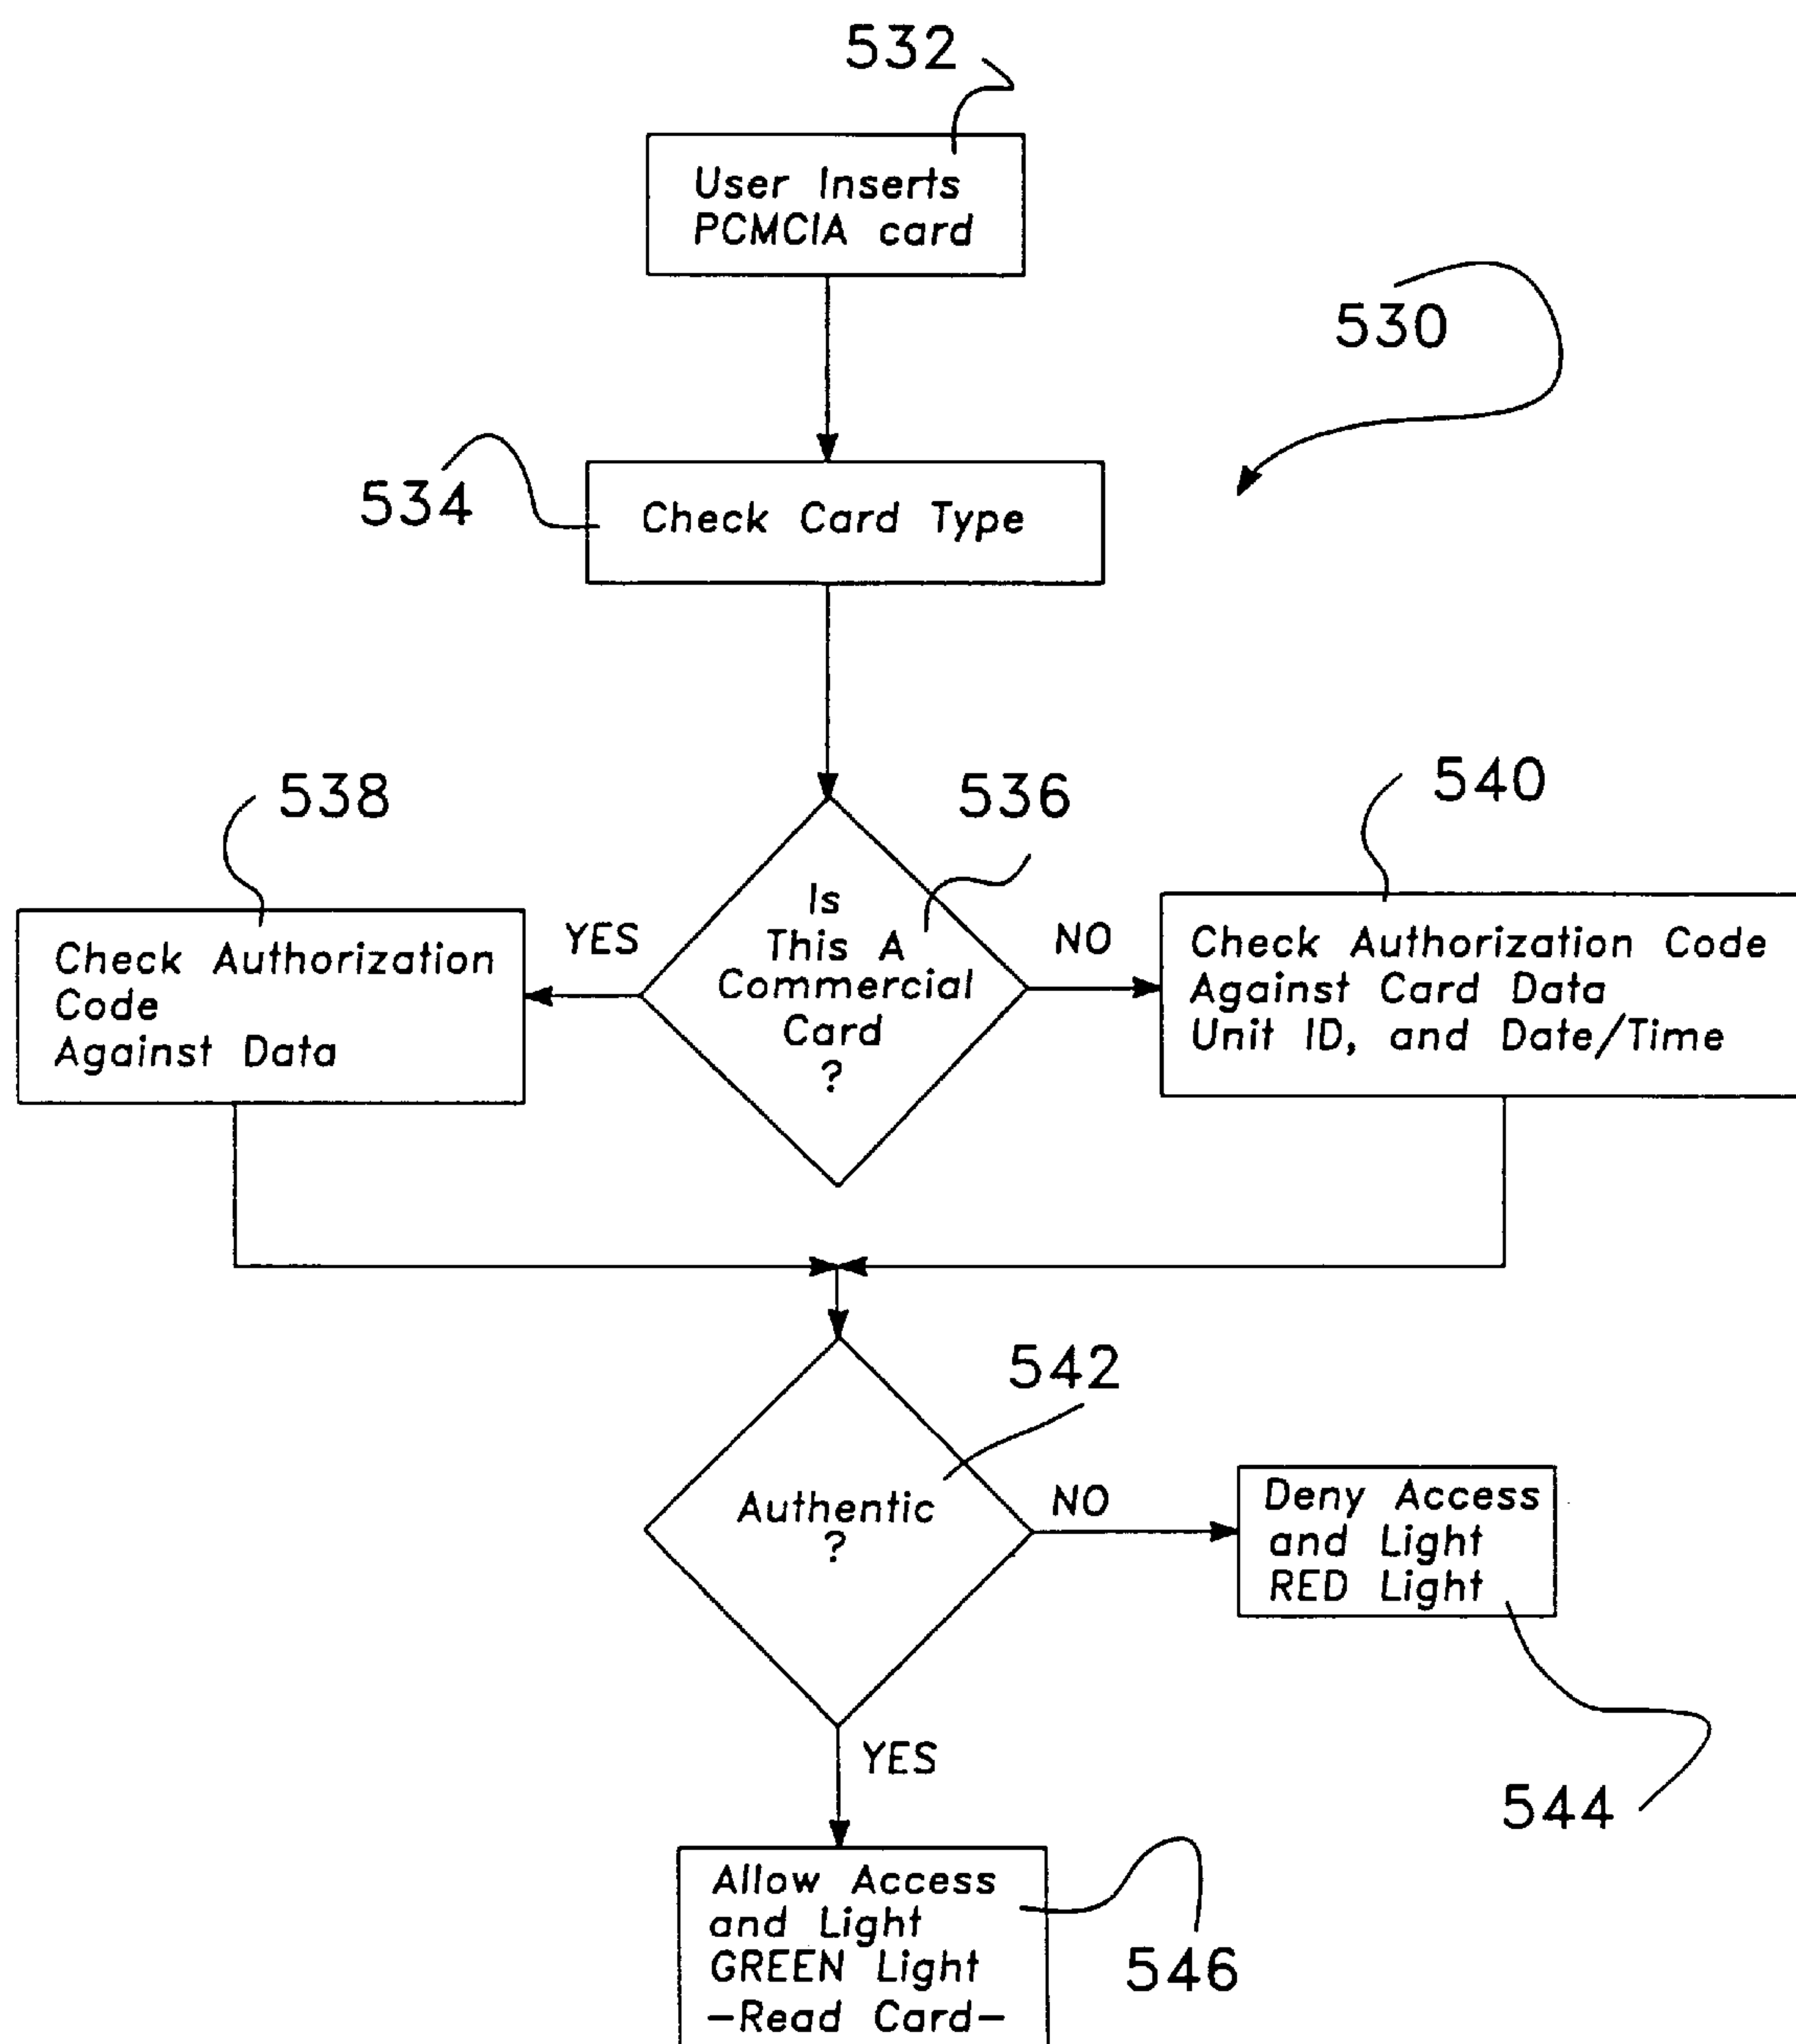 532
User Inserts
PCMCIA card
530
534
Check Card Type
538
536
540
Is
This A
Commercial
Card
?
YES
NO
Check Authorization
Code
Against Data
Check Authorization Code
Against Card Data
Unit ID, and Date/Time
542
Authentic
?
NO
Deny Access
and Light
RED Light
544
YES
Allow Access
and Light
GREEN Light
-Read Card-
546